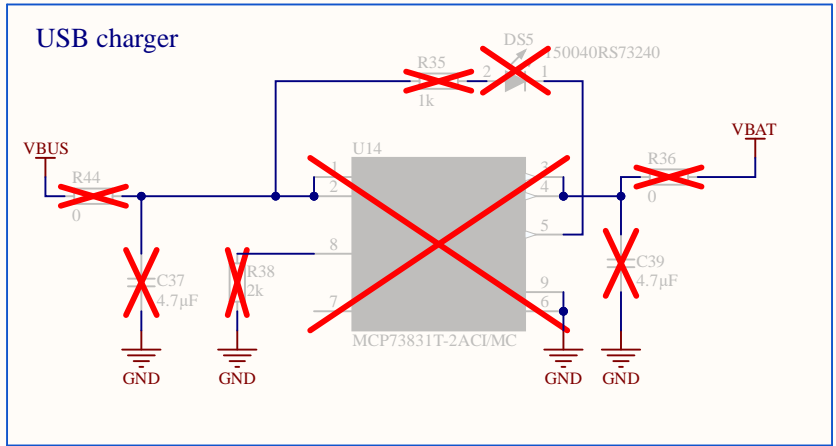 USB charger
DS5
150040RS73240
R35
2
1
1k
VBUS
VBAT
R44
0
U14
1
2
3
4
R36
0
5
8
R38
2k
C37
4.7µF
C39
4.7µF
7
9
6
MCP73831T-2ACI/MC
GND
GND
GND
GND